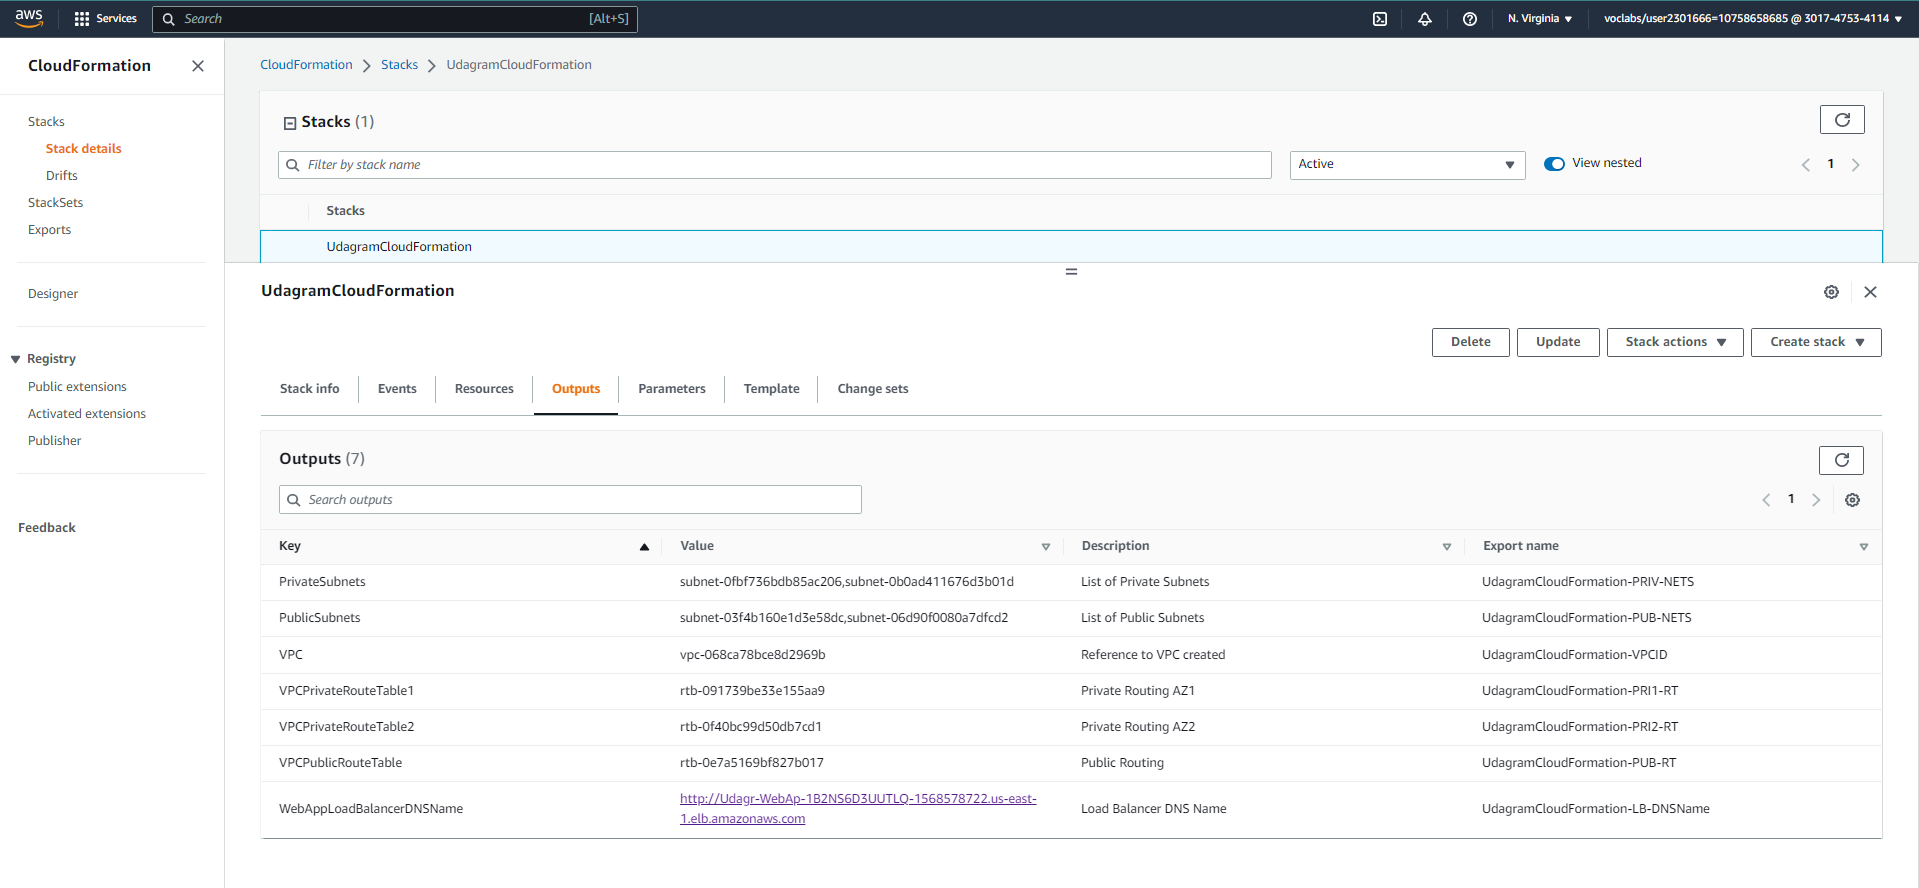 aws Services Search [Alt+S] N. Virginia voclabs/user2301666=10758658685 @ 3017-4753-4114
CloudFormation
Stacks
Stack details
Drifts
StackSets
Exports
Designer
Registry
Public extensions
Activated extensions
Publisher
Feedback
CloudFormation Stacks UdagramCloudFormation
Stacks (1)
Filter by stack name Active View nested 1
Stacks
UdagramCloudFormation
UdagramCloudFormation
Delete Update Stack actions Create stack
Stack info Events Resources Outputs Parameters Template Change sets
Outputs (7)
Search outputs 1
Key Value Description Export name
PrivateSubnets subnet-0fbf736bdb85ac206,subnet-0b0ad411676d3b01d List of Private Subnets UdagramCloudFormation-PRIV-NETS
PublicSubnets subnet-03f4b160e1d3e58dc,subnet-06d90f0080a7dfcd2 List of Public Subnets UdagramCloudFormation-PUB-NETS
VPC vpc-068ca78bce8d2969b Reference to VPC created UdagramCloudFormation-VPCID
VPCPrivateRouteTable1 rtb-091739be33e155aa9 Private Routing AZ1 UdagramCloudFormation-PRI1-RT
VPCPrivateRouteTable2 rtb-0f40bc99d50db7cd1 Private Routing AZ2 UdagramCloudFormation-PRI2-RT
VPCPublicRouteTable rtb-0e7a5169bf827b017 Public Routing UdagramCloudFormation-PUB-RT
WebAppLoadBalancerDNSName http://Udagr-WebAp-1B2NS6D3UUTLQ-1568578722.us-east- Load Balancer DNS Name UdagramCloudFormation-LB-DNSName
1.elb.amazonaws.com